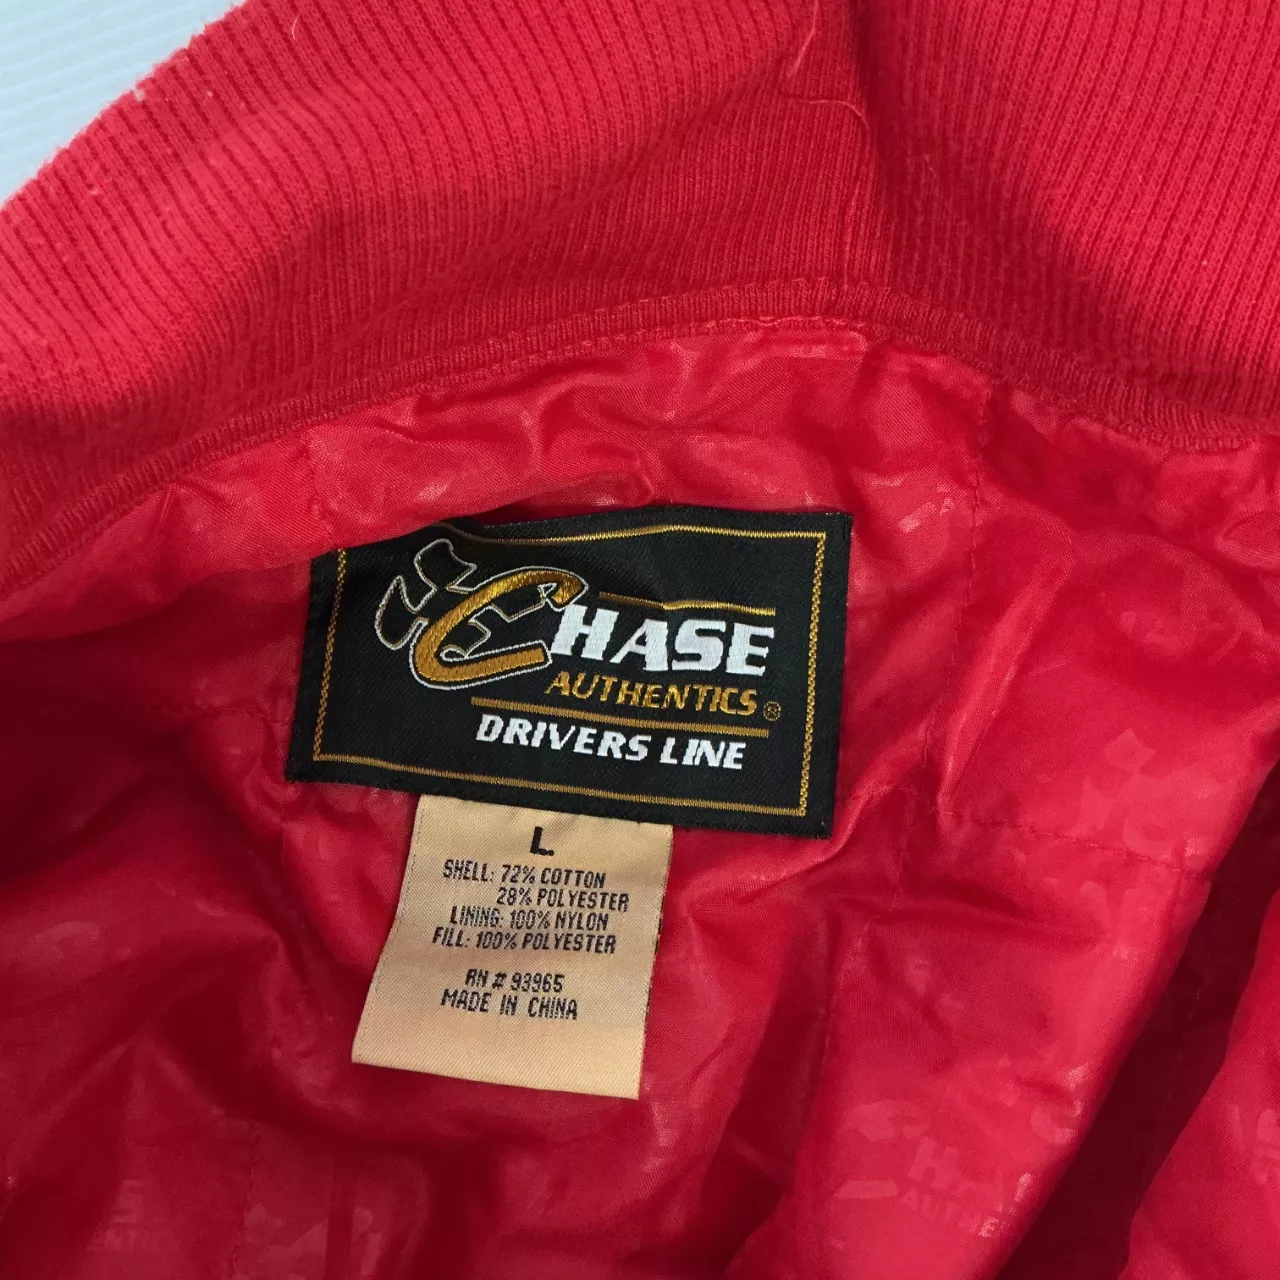 CHASE
AUTHENTICS®
DRIVERS LINE
L
SHELL: 72% COTTON
28% POLYESTER
LINING: 100% NYLON
FILL: 100% POLYESTER
RN # 93965
MADE IN CHINA